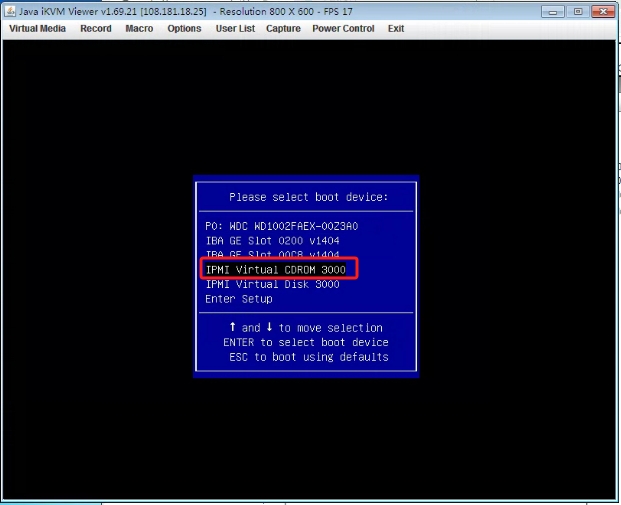 Java iKVM Viewer v1.69.21 [108.181.18.25] - Resolution 800 X 600 - FPS 17
Virtual Media Record Macro Options User List Capture Power Control Exit
Please select boot device:
P0: WDC WD1002FAEX-00Z3A0
IBA GE Slot 0200 v1404
IBA GE Slot 00C8 v1404
IPMI Virtual CDROM 3000
IPMI Virtual Disk 3000
Enter Setup
↑ and ↓ to move selection
ENTER to select boot device
ESC to boot using defaults